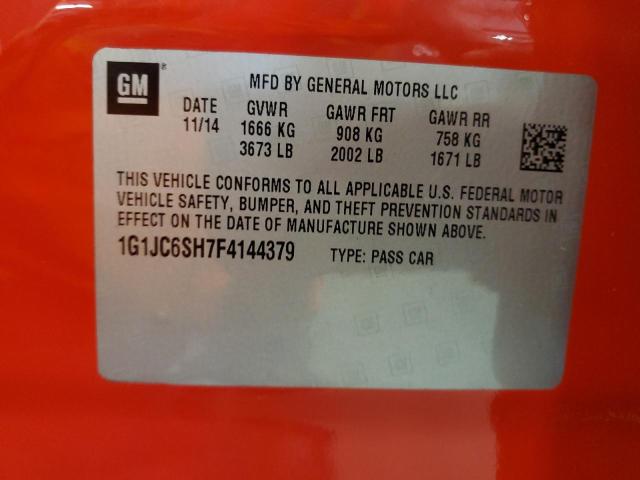 GM®
MFD BY GENERAL MOTORS LLC
DATE GVWR GAWR FRT GAWR RR
11/14 1666 KG 908 KG 758 KG
3673 LB 2002 LB 1671 LB
THIS VEHICLE CONFORMS TO ALL APPLICABLE U.S. FEDERAL MOTOR
VEHICLE SAFETY, BUMPER, AND THEFT PREVENTION STANDARDS IN
EFFECT ON THE DATE OF MANUFACTURE SHOWN ABOVE.
1G1JC6SH7F4144379 TYPE: PASS CAR